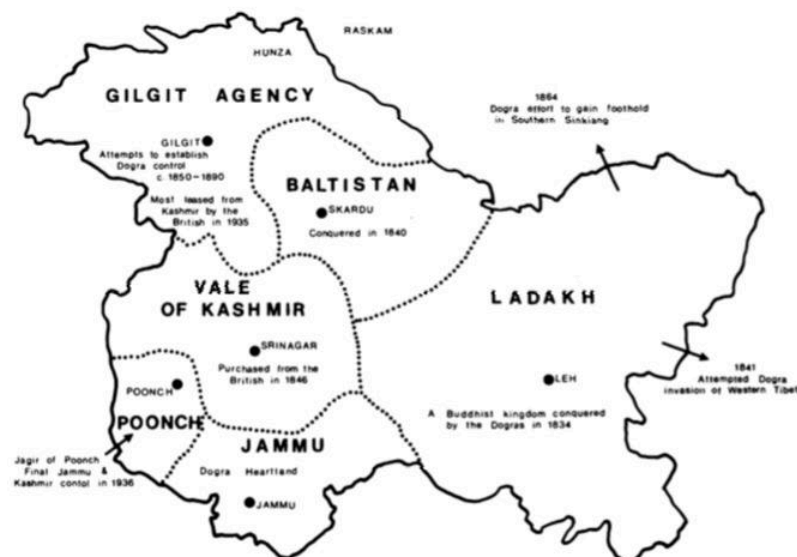 RASKAM
HUNZA
GILGIT AGENCY
1864
Dogra effort to gain foothold
in Southern Sinkiang
GILGIT
Attempts to establish
Dogra control
c. 1850-1890
Most leased from
Kashmir by the
British in 1935
BALTISTAN
SKARDU
Conquered in 1840
VALE
OF KASHMIR
SRINAGAR
Purchased from the
British in 1846
LADAKH
LEH
A Buddhist kingdom conquered
by the Dogras in 1834
1841
Attempted Dogra
invasion of Western Tibet
POONCH
POONCH
Jagir of Poonch
Final Jammu &
Kashmir contol in 1936
JAMMU
Dogra Heartland
JAMMU